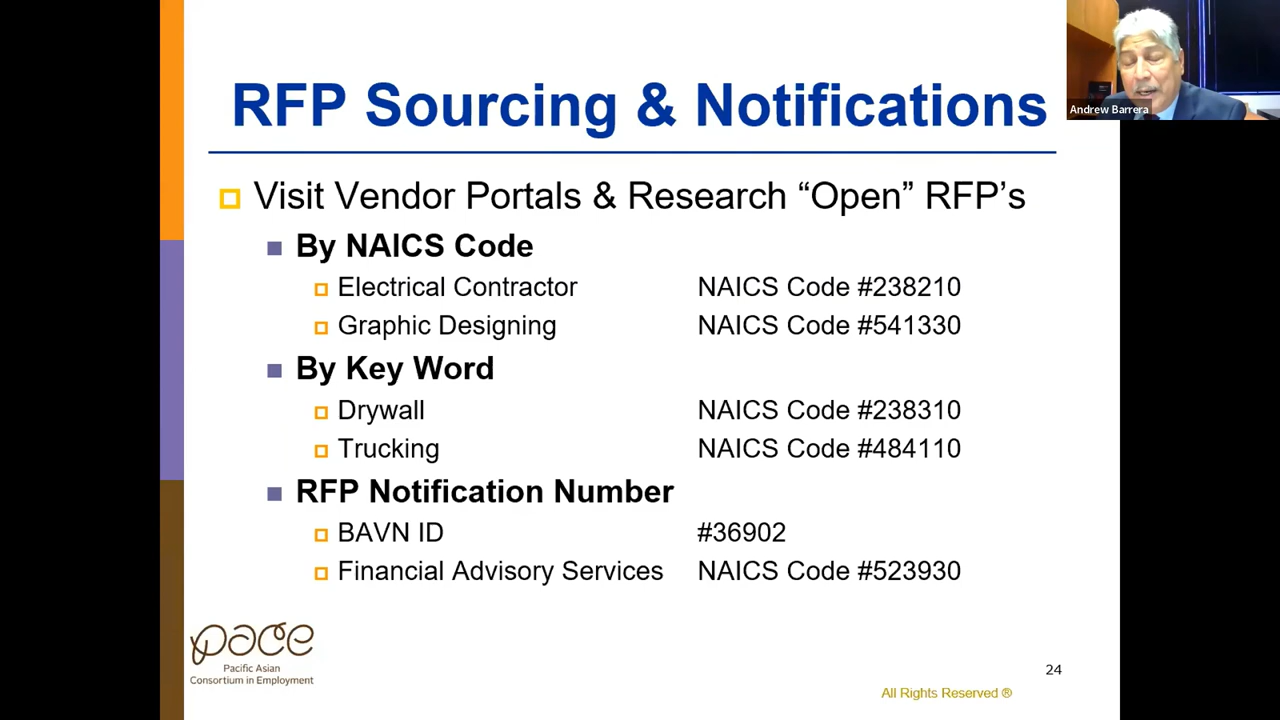 RFP Sourcing & Notifications
Andrew Barrera
Visit Vendor Portals & Research “Open” RFP’s
By NAICS Code
Electrical Contractor NAICS Code #238210
Graphic Designing NAICS Code #541330
By Key Word
Drywall NAICS Code #238310
Trucking NAICS Code #484110
RFP Notification Number
BAVN ID #36902
Financial Advisory Services NAICS Code #523930
pace
Pacific Asian
Consortium in Employment
24
All Rights Reserved ®